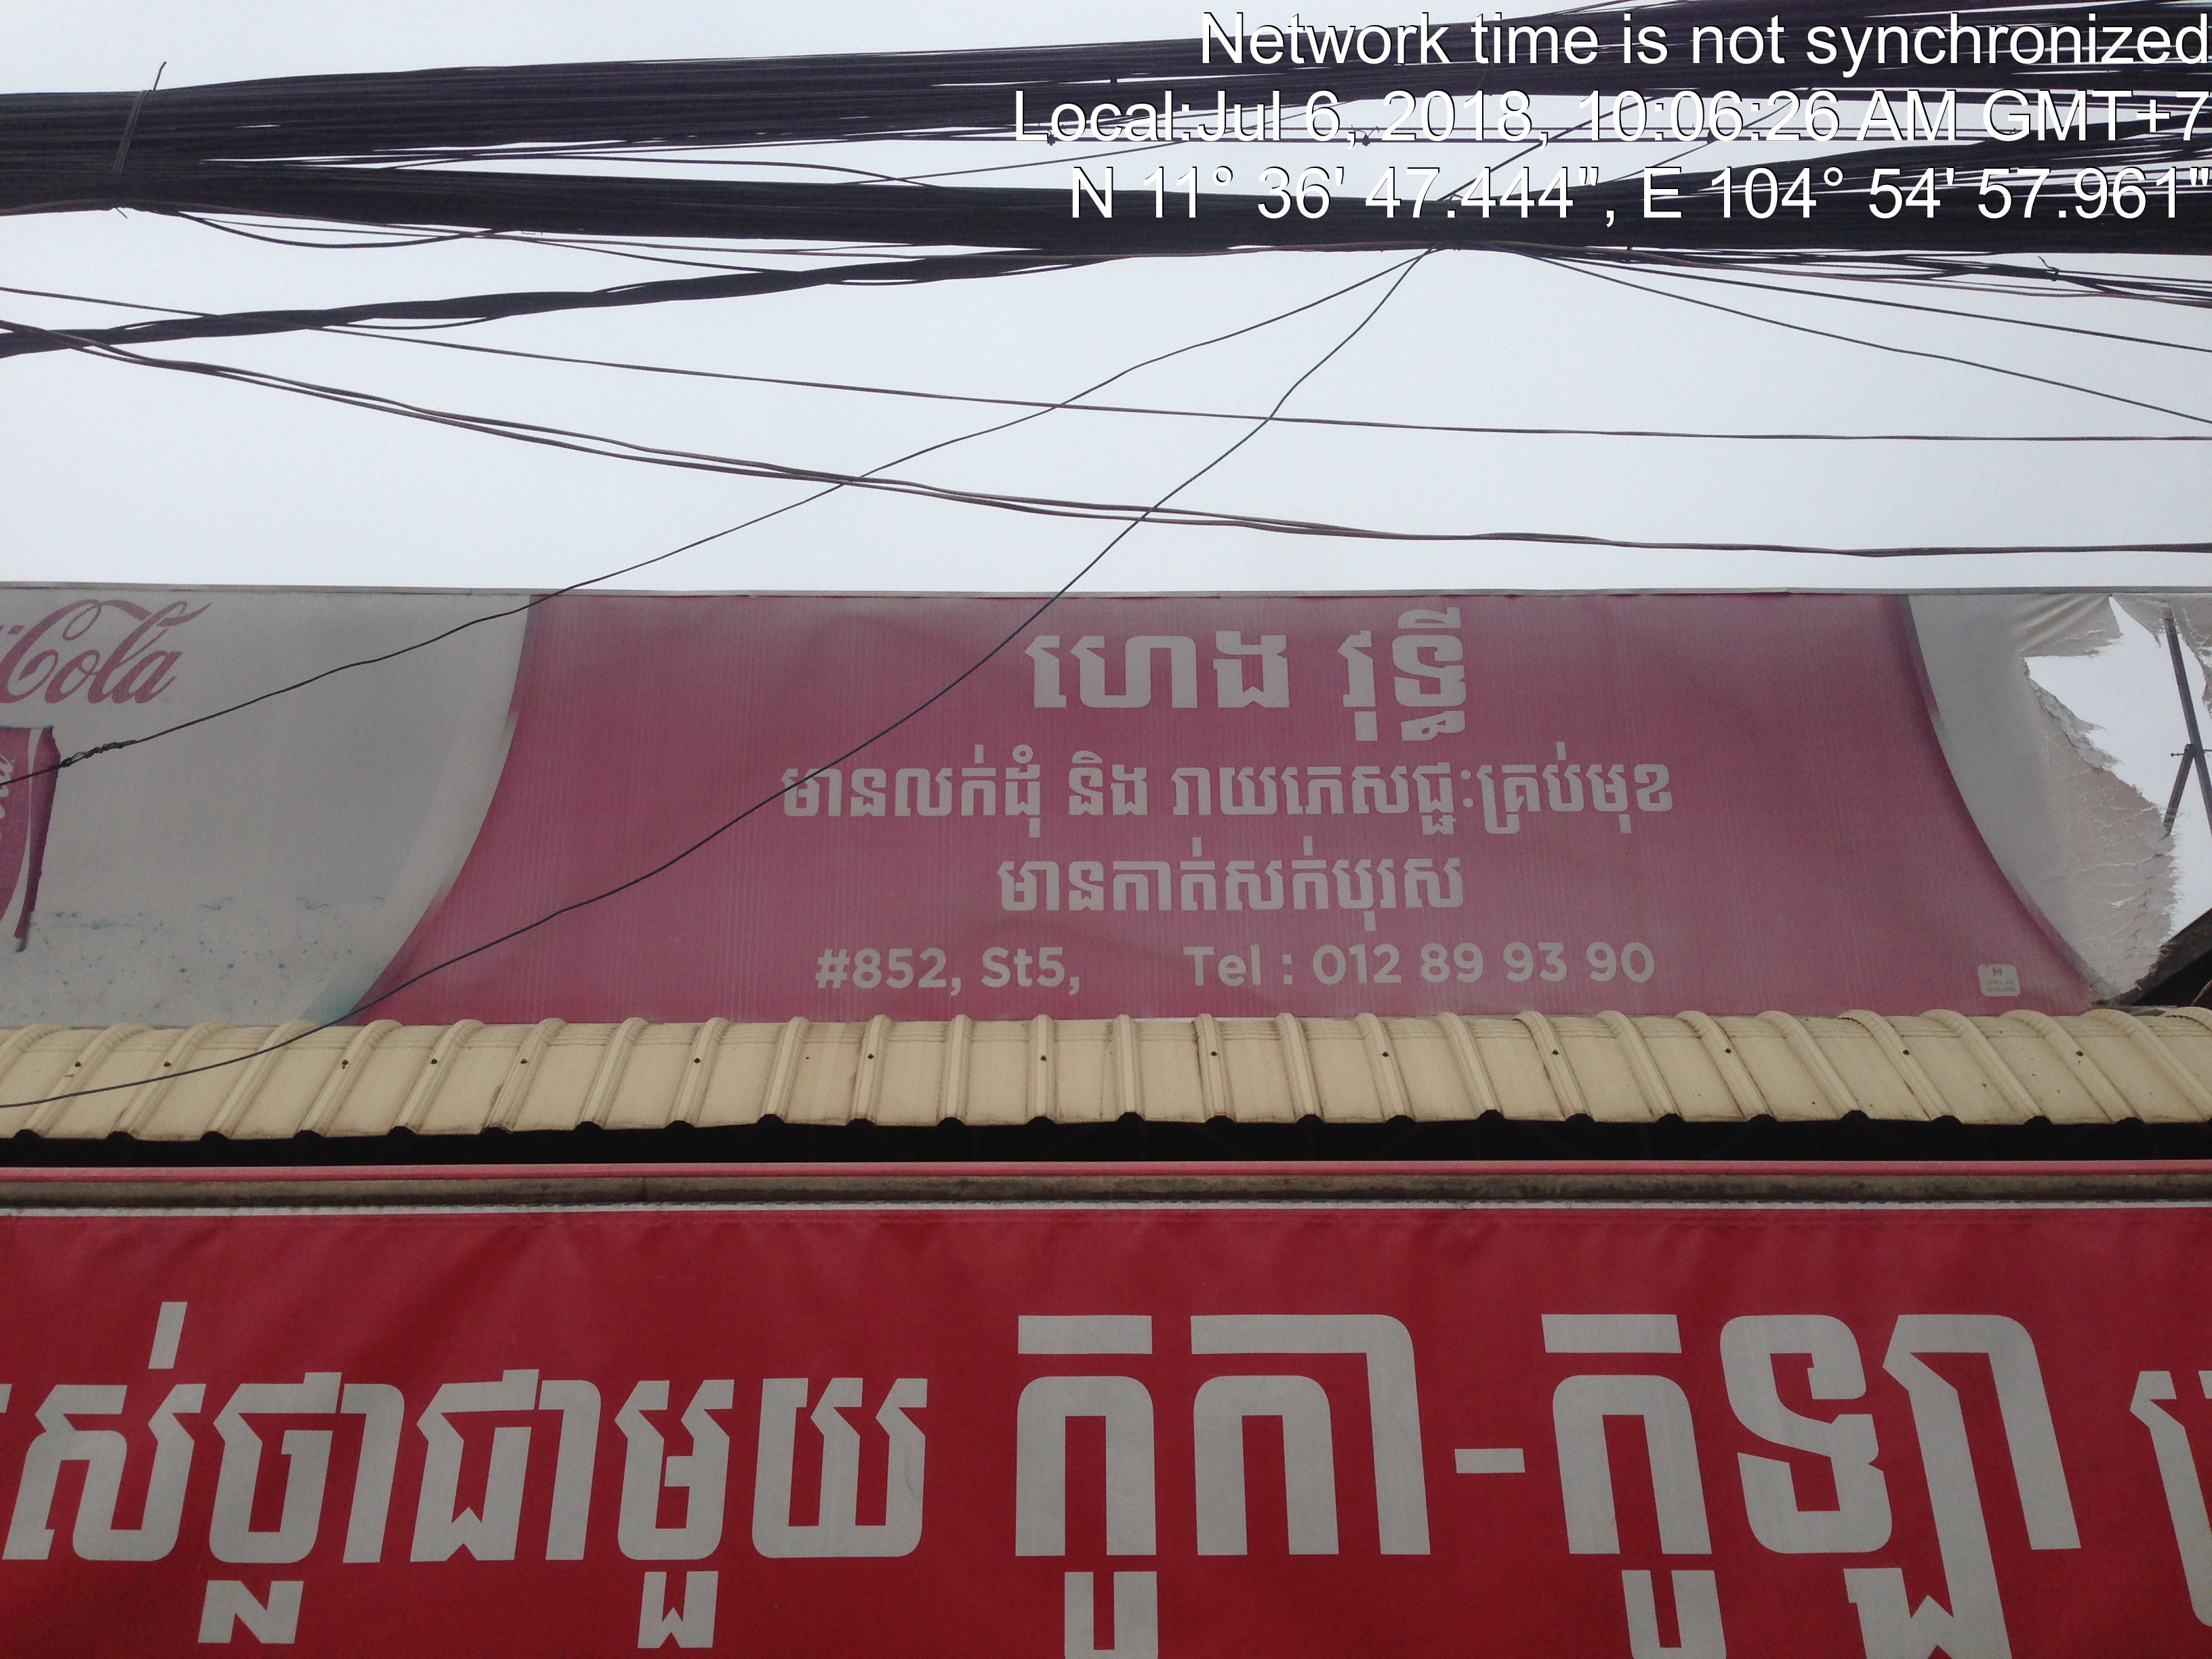 Network time is not synchronized
Local:Jul 6, 2018, 10:06:26 AM GMT+7
N 11° 36' 47.444", E 104° 54' 57.961"
Cola
ហេង វុទ្ធី
មានលក់ដុំ និង រាយភេសជ្ជៈគ្រប់មុខ
មានកាត់សក់បុរស
#852, St5, Tel : 012 89 93 90
ស់ថ្នាជាមួយ កូកា-កូឡា